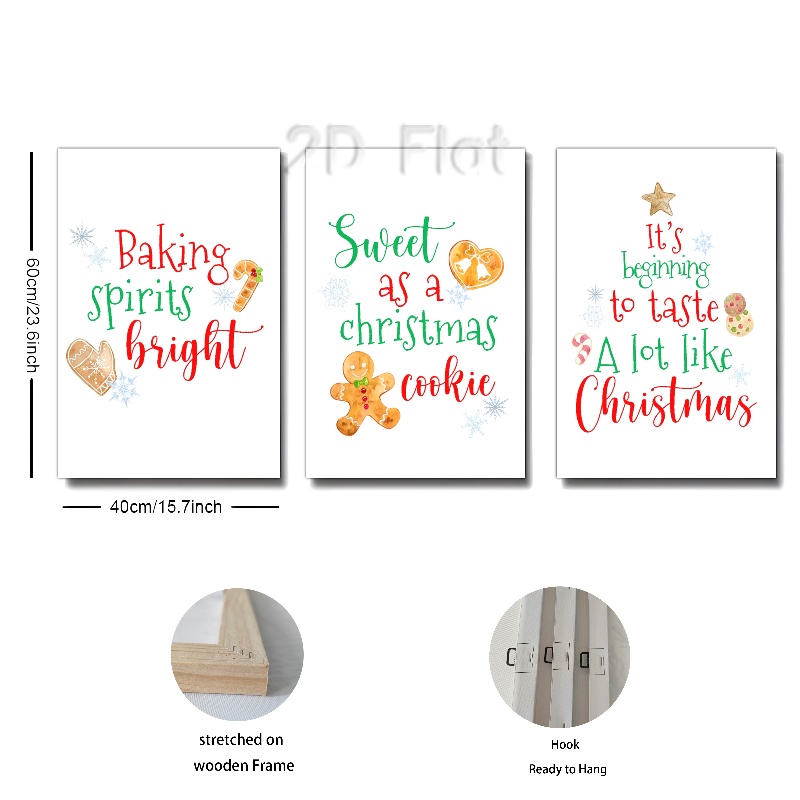 2D Flat
60cm/23.6inch
40cm/15.7inch
Baking
spirits
bright
Sweet
as a
christmas
cookie
It's
beginning
to taste
A lot like
Christmas
stretched on
wooden Frame
Hook
Ready to Hang